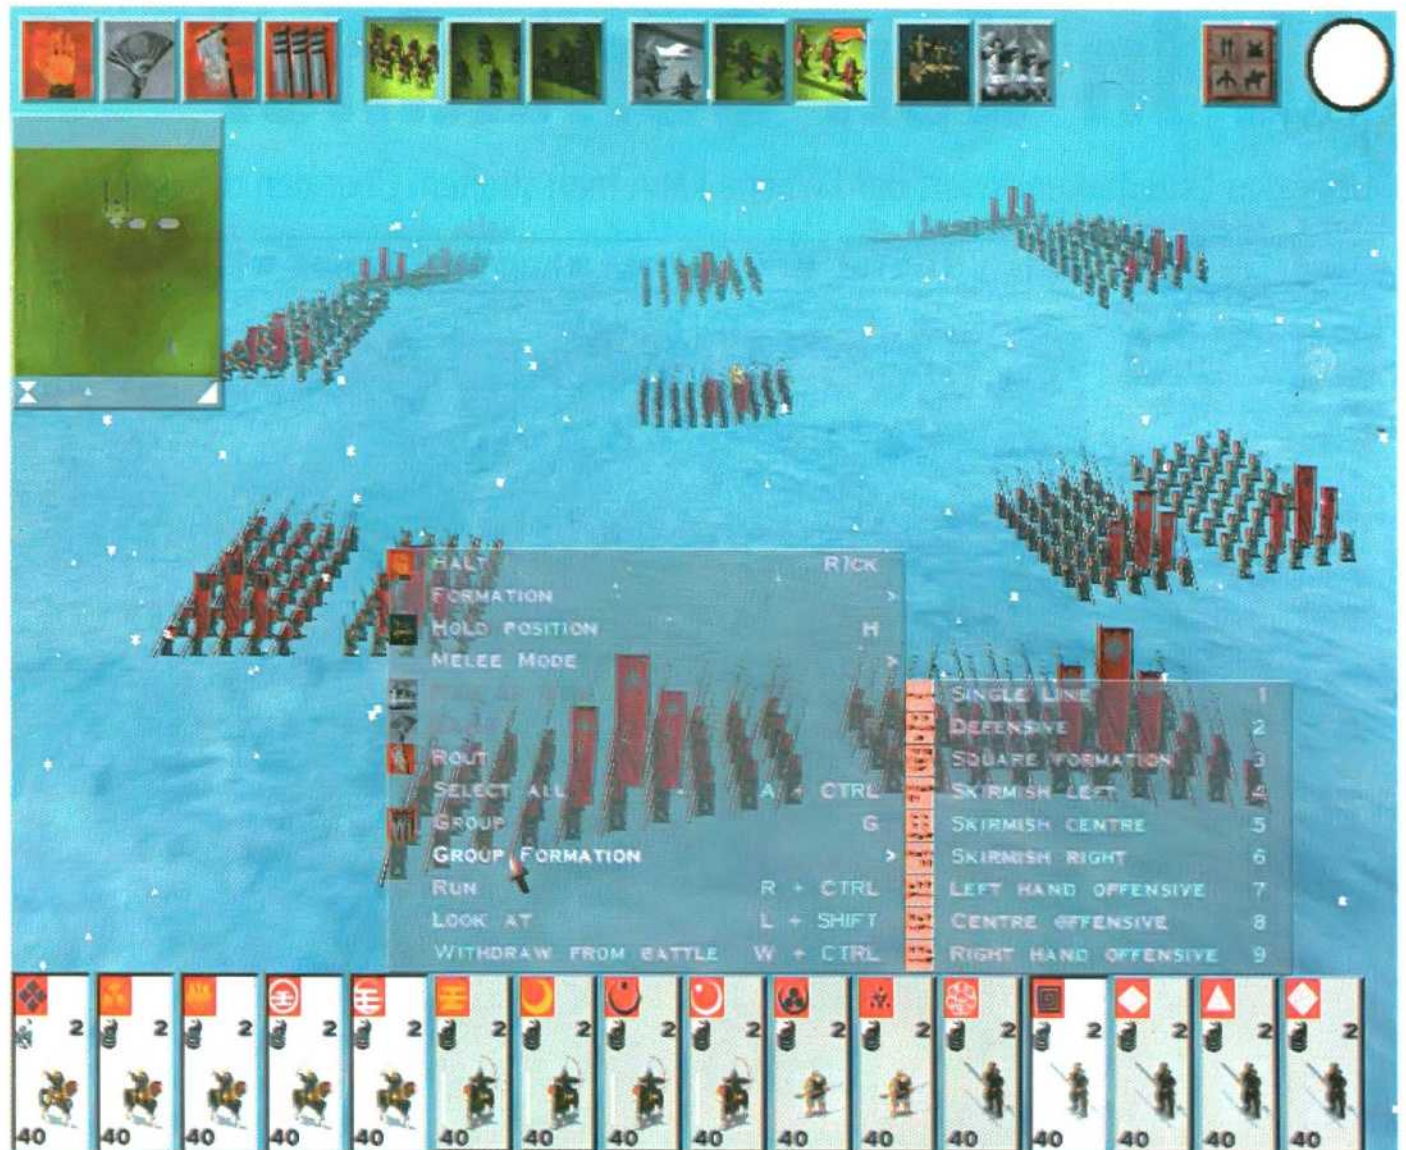 HALT R]CK
FORMATION >
HOLD POSITION H
MELEE MODE >
ROUT
SELECT ALL A + CTRL
GROUP G
GROUP FORMATION >
RUN R + CTRL
LOOK AT L + SHIFT
WITHDRAW FROM BATTLE W + CTRL
SINGLE LINE 1
DEFENSIVE 2
SQUARE FORMATION 3
SKIRMISH LEFT 4
SKIRMISH CENTRE 5
SKIRMISH RIGHT 6
LEFT HAND OFFENSIVE 7
CENTRE OFFENSIVE 8
RIGHT HAND OFFENSIVE 9
2 2 2 2 2 2 2 2 2 2 2 2 2 2 2 2
40 40 40 40 40 40 40 40 40 40 40 40 40 40 40 40